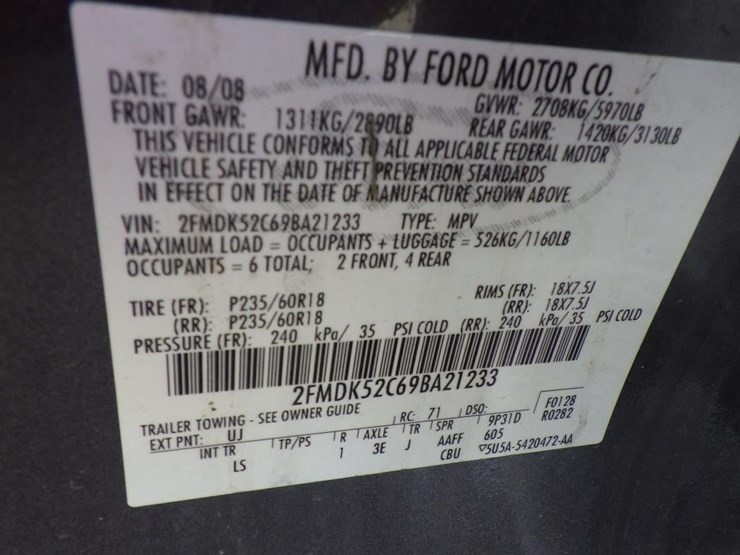 MFD. BY FORD MOTOR CO.
DATE: 08/08 GVWR: 2708KG/5970LB
FRONT GAWR: 1311KG/2890LB REAR GAWR: 1420KG/3130LB
THIS VEHICLE CONFORMS TO ALL APPLICABLE FEDERAL MOTOR
VEHICLE SAFETY AND THEFT PREVENTION STANDARDS
IN EFFECT ON THE DATE OF MANUFACTURE SHOWN ABOVE.
VIN: 2FMDK52C69BA21233 TYPE: MPV
MAXIMUM LOAD = OCCUPANTS + LUGGAGE = 526KG/1160LB
OCCUPANTS = 6 TOTAL; 2 FRONT, 4 REAR
TIRE (FR): P235/60R18 RIMS (FR): 18X7.5J
(RR): P235/60R18 (RR): 18X7.5J
PRESSURE (FR): 240 kPa/ 35 PSI COLD (RR): 240 kPa/ 35 PSI COLD
2FMDK52C69BA21233
TRAILER TOWING - SEE OWNER GUIDE F0128
EXT PNT: UJ RC: 71 DSO: R0282
INT TR TP/PS R AXLE TR SPR 9P31D
LS 1 3E J AAFF 605
CBU ▽5U5A-5420472-AA